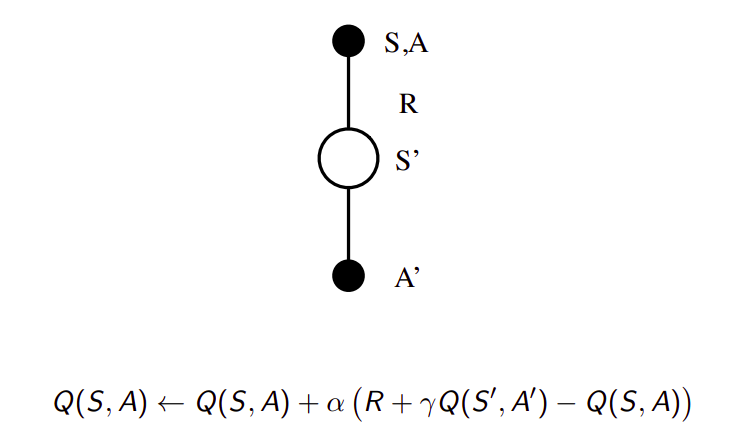 S,A
R
S’
A’
Q(S, A) ← Q(S, A) + α (R + γQ(S′, A′) − Q(S, A))